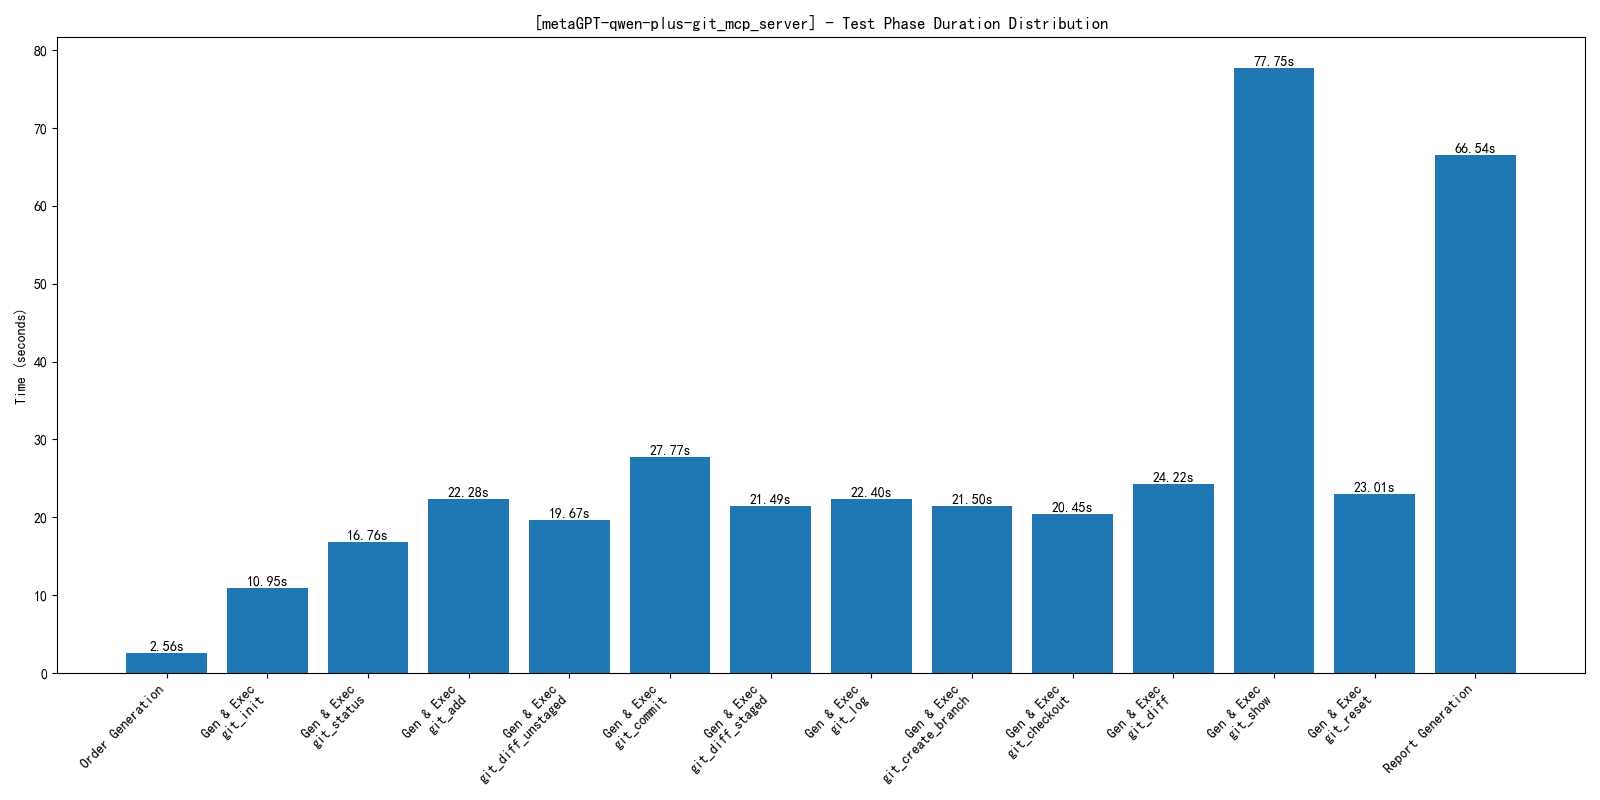 [metaGPT-qwen-plus-git_mcp_server] - Test Phase Duration Distribution
Time (seconds)
80
70
60
50
40
30
20
10
0
2.56s
10.95s
16.76s
22.28s
19.67s
27.77s
21.49s
22.40s
21.50s
20.45s
24.22s
77.75s
23.01s
66.54s
Order Generation
Gen & Exec
git_init
Gen & Exec
git_status
Gen & Exec
git_add
Gen & Exec
git_diff_unstaged
Gen & Exec
git_commit
Gen & Exec
git_diff_staged
Gen & Exec
git_log
Gen & Exec
git_create_branch
Gen & Exec
git_checkout
Gen & Exec
git_diff
Gen & Exec
git_show
Gen & Exec
git_reset
Report Generation